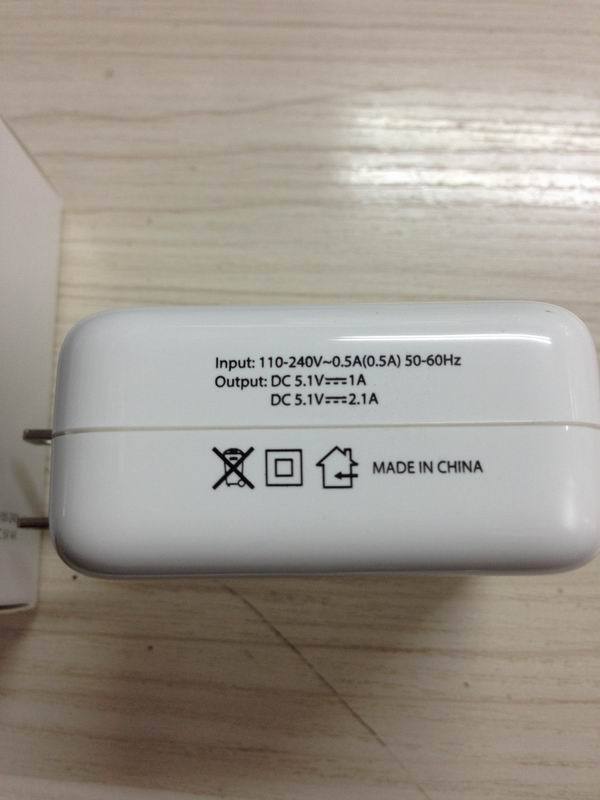 Input: 110-240V~0.5A(0.5A) 50-60Hz
Output: DC 5.1V⎓1A
DC 5.1V⎓2.1A
MADE IN CHINA